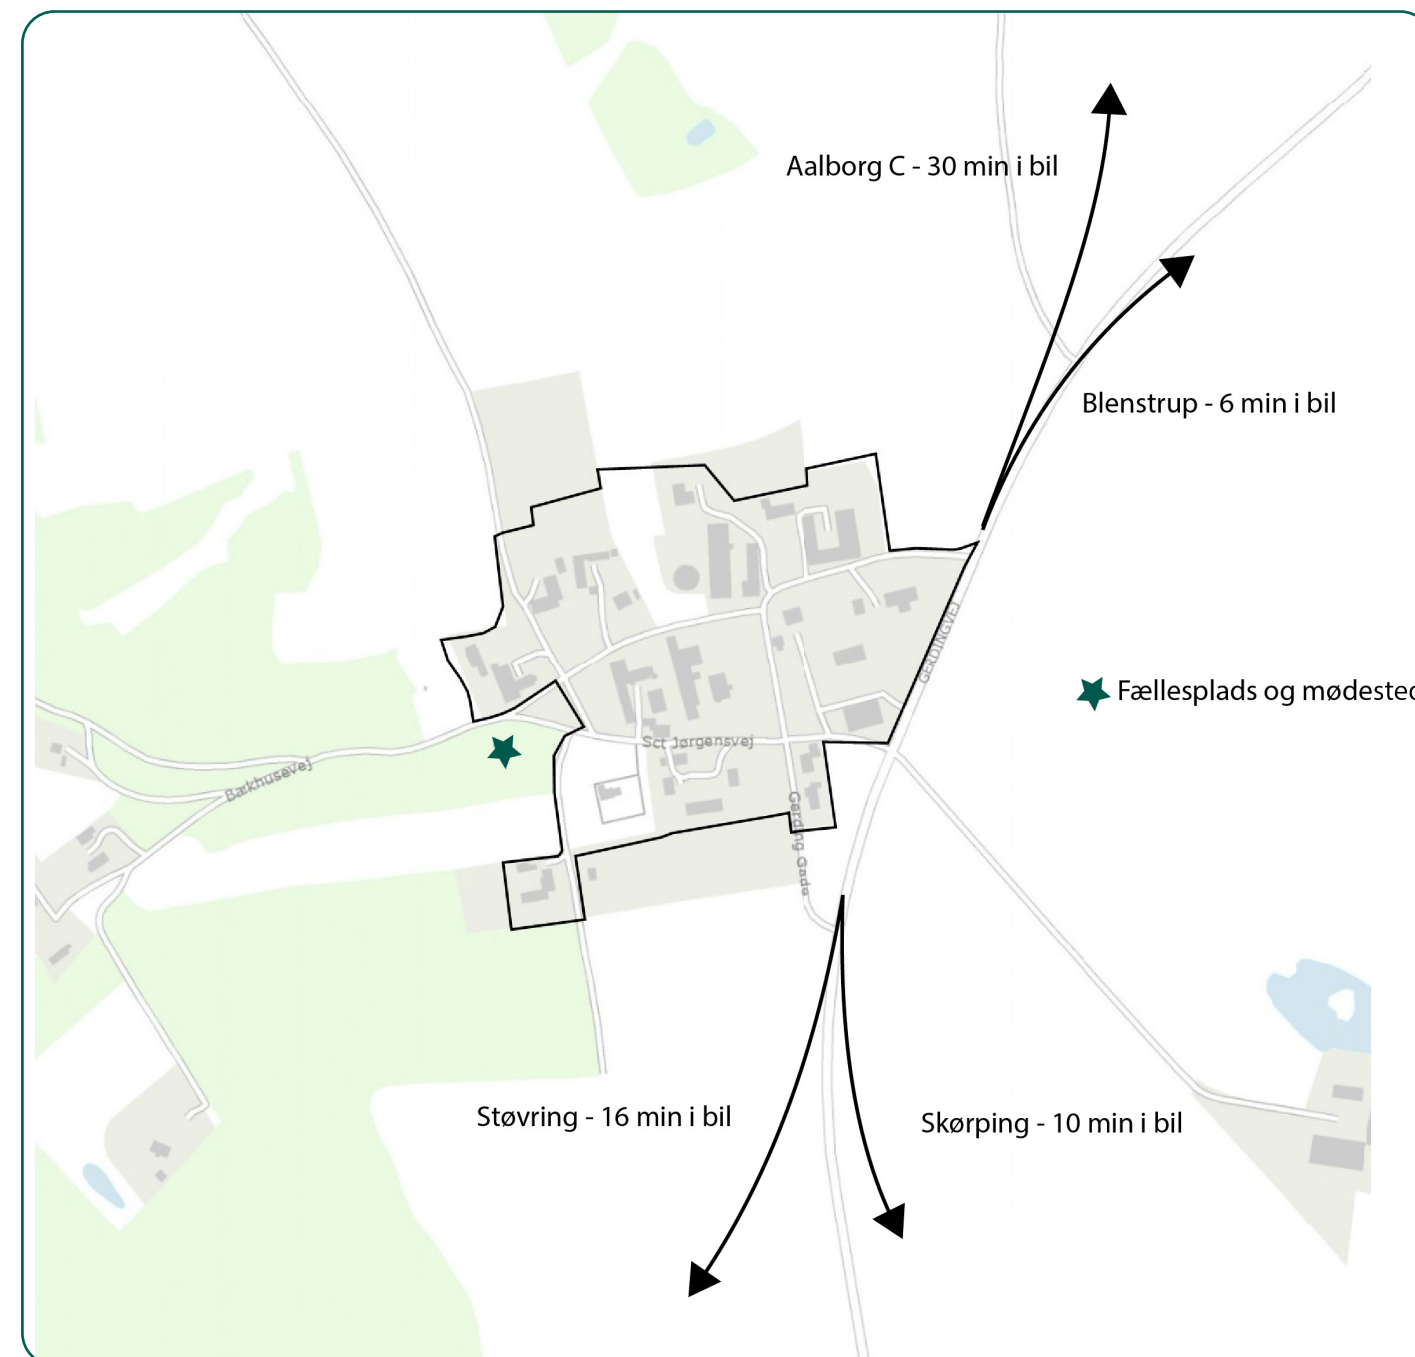 Aalborg C - 30 min i bil
Blenstrup - 6 min i bil
GERDINGVEJ
Fællesplads og mødested
Sct Jørgensvej
Bækhusevej
Gerding Gade
Støvring - 16 min i bil
Skørping - 10 min i bil